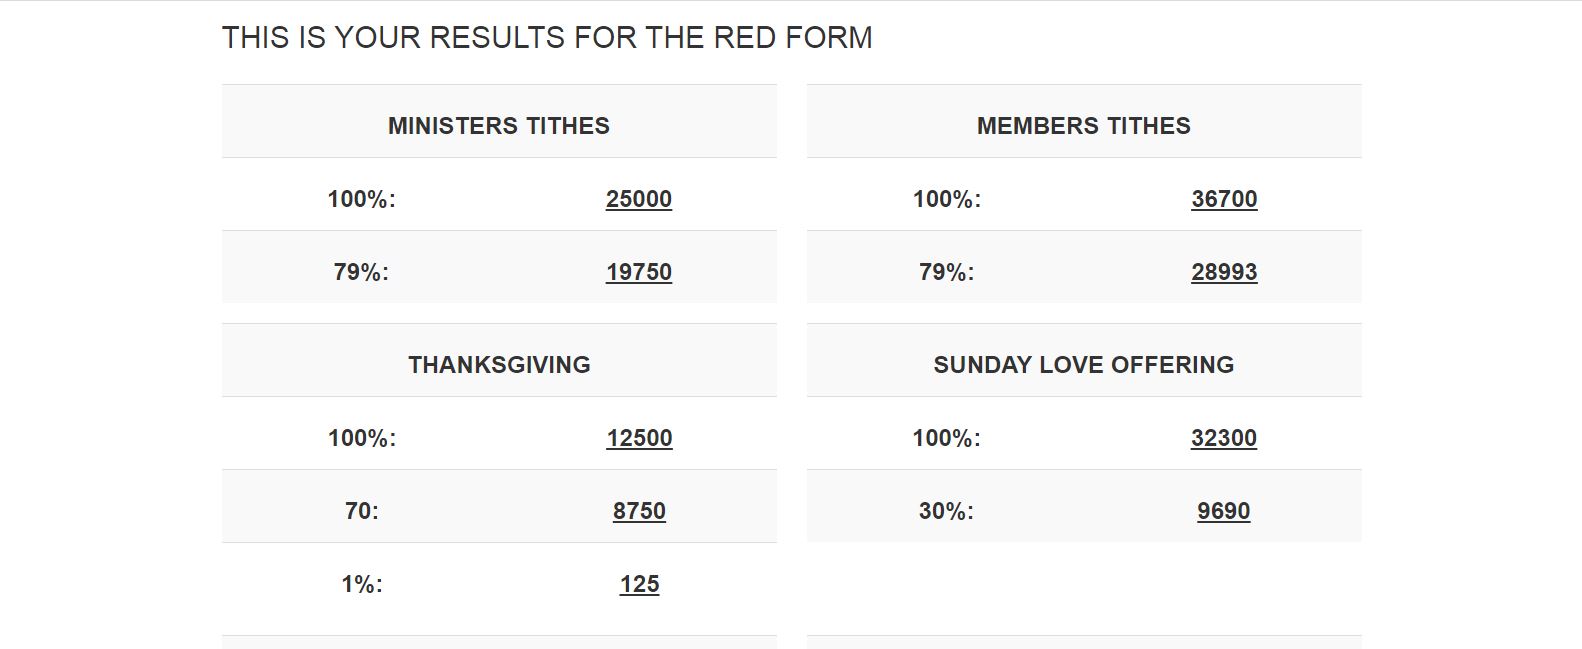 THIS IS YOUR RESULTS FOR THE RED FORM
MINISTERS TITHES
100%: 25000
79%: 19750
MEMBERS TITHES
100%: 36700
79%: 28993
THANKSGIVING
100%: 12500
70: 8750
1%: 125
SUNDAY LOVE OFFERING
100%: 32300
30%: 9690